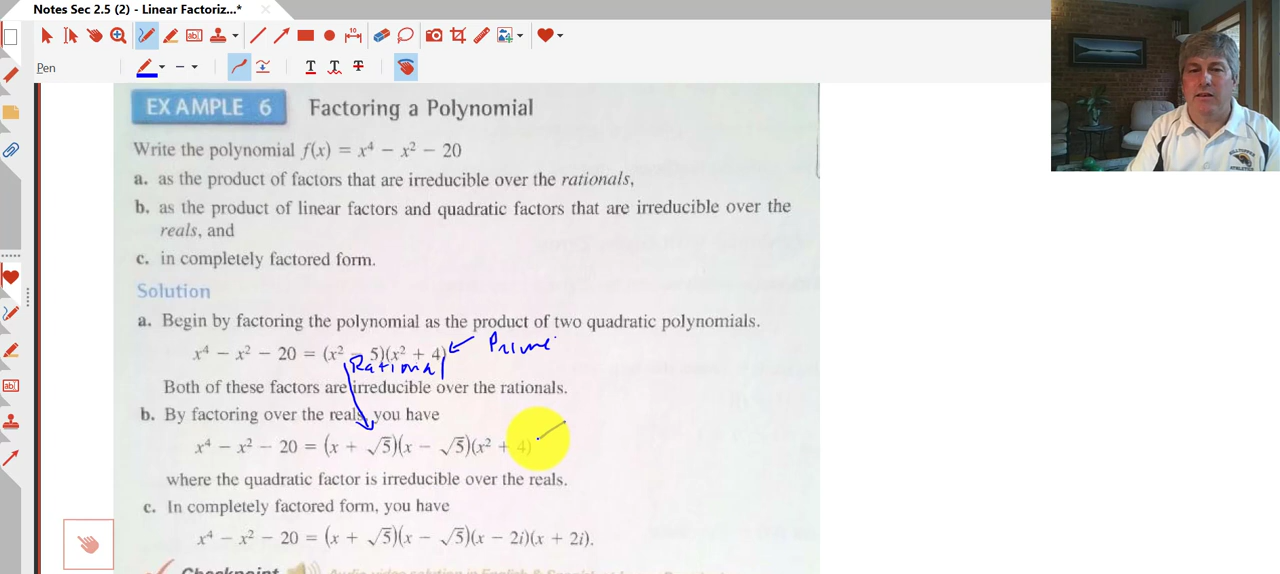 Notes Sec 2.5 (2) - Linear Factoriz...*
Pen
EXAMPLE 6 Factoring a Polynomial
Write the polynomial f(x) = x⁴ − x² − 20
a. as the product of factors that are irreducible over the rationals,
b. as the product of linear factors and quadratic factors that are irreducible over the
reals, and
c. in completely factored form.
Solution
a. Begin by factoring the polynomial as the product of two quadratic polynomials.
x⁴ − x² − 20 = (x² − 5)(x² + 4)
Prime
Rational
Both of these factors are irreducible over the rationals.
b. By factoring over the reals, you have
x⁴ − x² − 20 = (x + √5)(x − √5)(x² + 4)
where the quadratic factor is irreducible over the reals.
c. In completely factored form, you have
x⁴ − x² − 20 = (x + √5)(x − √5)(x − 2i)(x + 2i).
Checkpoint